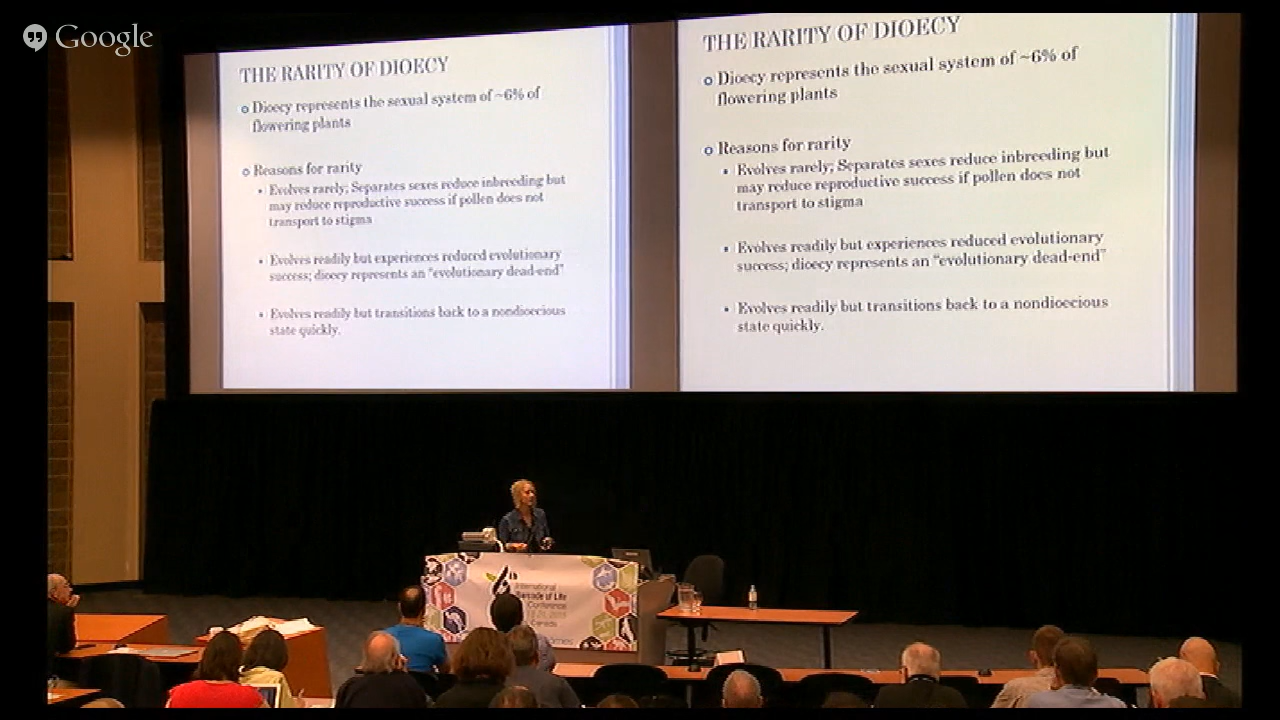 Google
THE RARITY OF DIOECY
Dioecy represents the sexual system of ~6% of
flowering plants
Reasons for rarity
Evolves rarely; Separates sexes reduce inbreeding but
may reduce reproductive success if pollen does not
transport to stigma
Evolves readily but experiences reduced evolutionary
success; dioecy represents an "evolutionary dead-end"
Evolves readily but transitions back to a nondioecious
state quickly.
THE RARITY OF DIOECY
Dioecy represents the sexual system of ~6% of
flowering plants
Reasons for rarity
Evolves rarely; Separates sexes reduce inbreeding but
may reduce reproductive success if pollen does not
transport to stigma
Evolves readily but experiences reduced evolutionary
success; dioecy represents an "evolutionary dead-end"
Evolves readily but transitions back to a nondioecious
state quickly.
6th
International
Barcode of Life
Conference
Canada